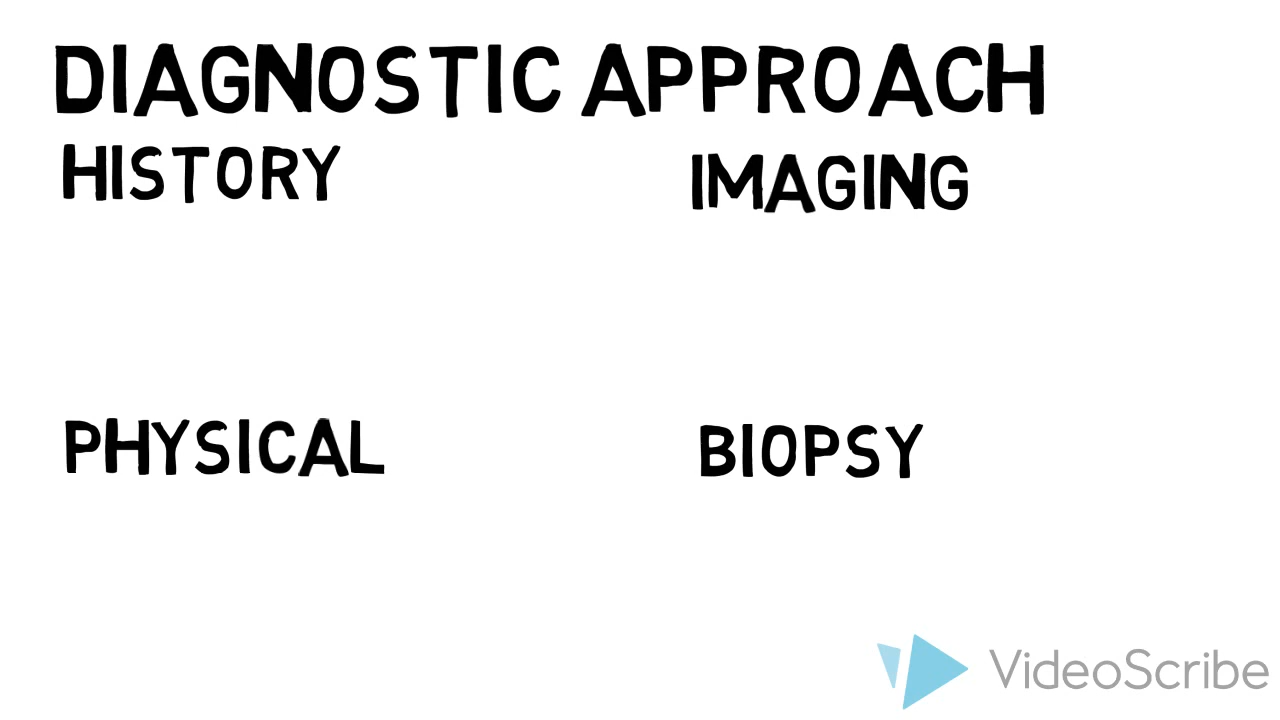 DIAGNOSTIC APPROACH
HISTORY
IMAGING
PHYSICAL
BIOPSY
VideoScribe